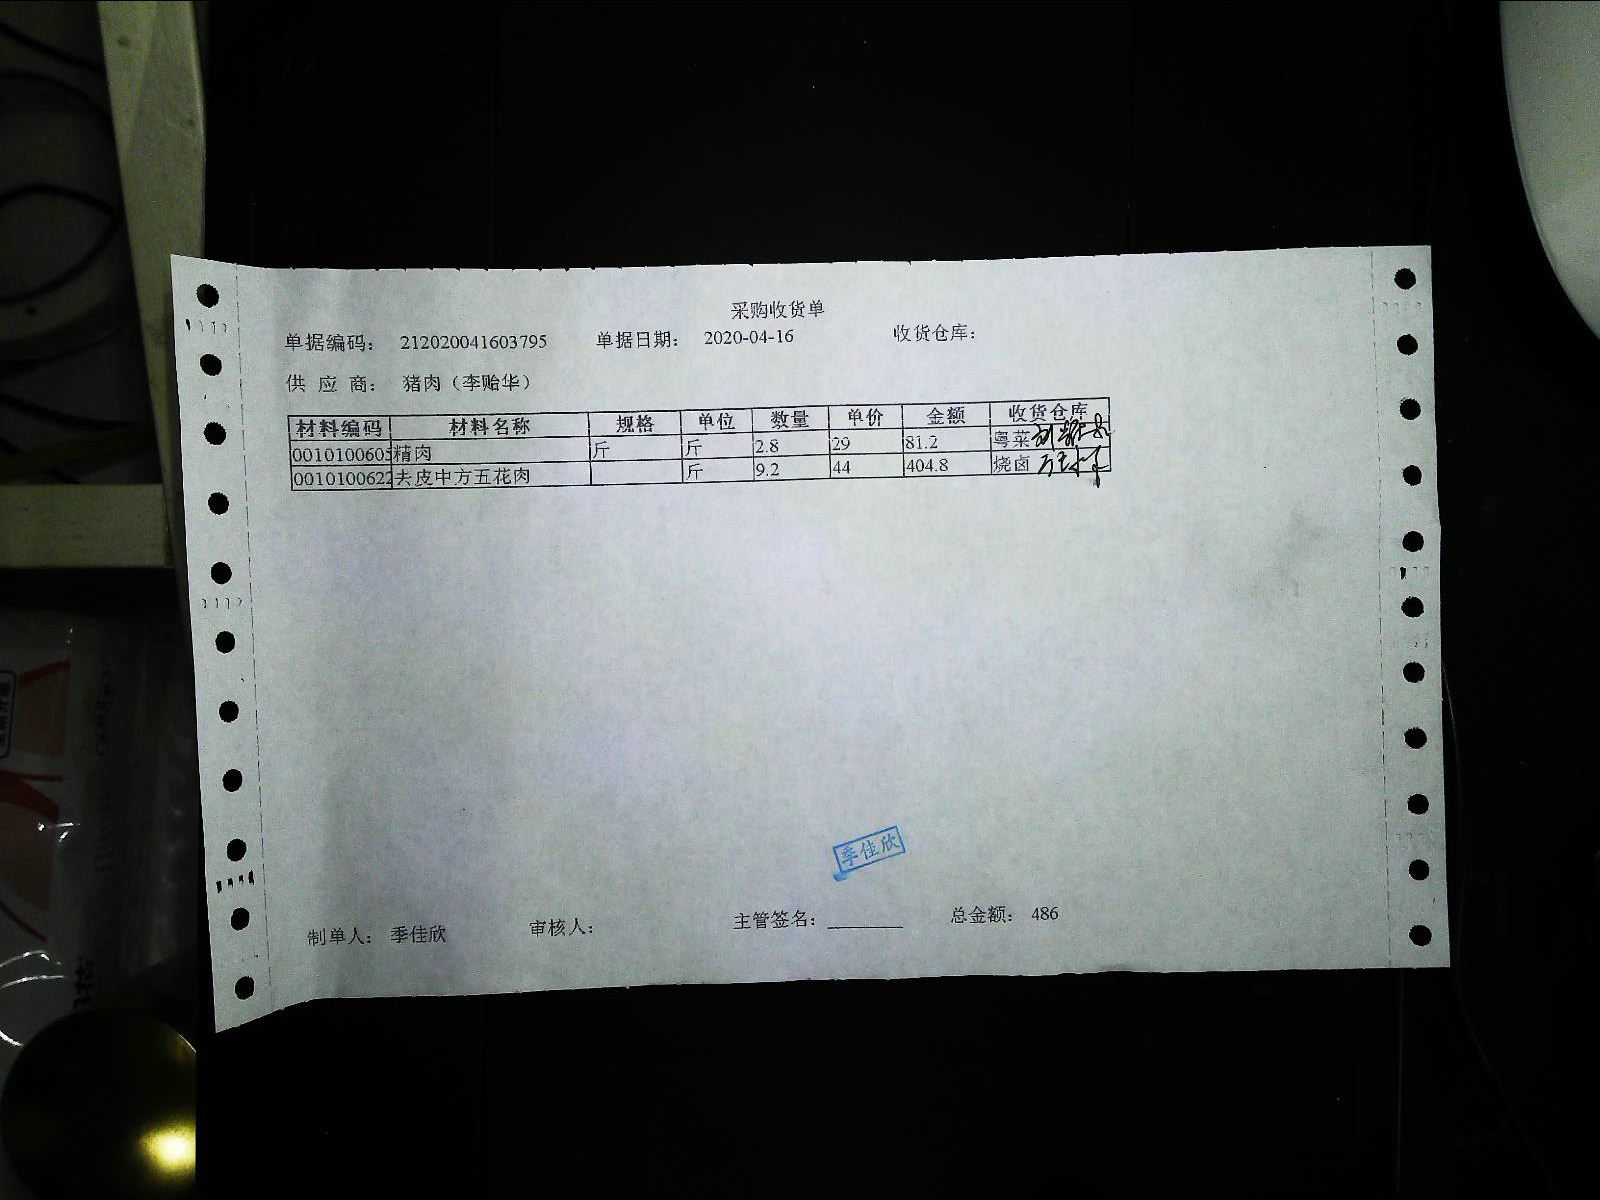 采购收货单
单据编码： 212020041603795 单据日期： 2020-04-16 收货仓库：
供 应 商： 猪肉（李贻华）
材料编码 材料名称 规格 单位 数量 单价 金额 收货仓库
0010100605 精肉 斤 斤 2.8 29 81.2 粤菜
0010100622 去皮中方五花肉 斤 9.2 44 404.8 烧卤
季佳欣
制单人： 季佳欣 审核人： 主管签名： 总金额： 486